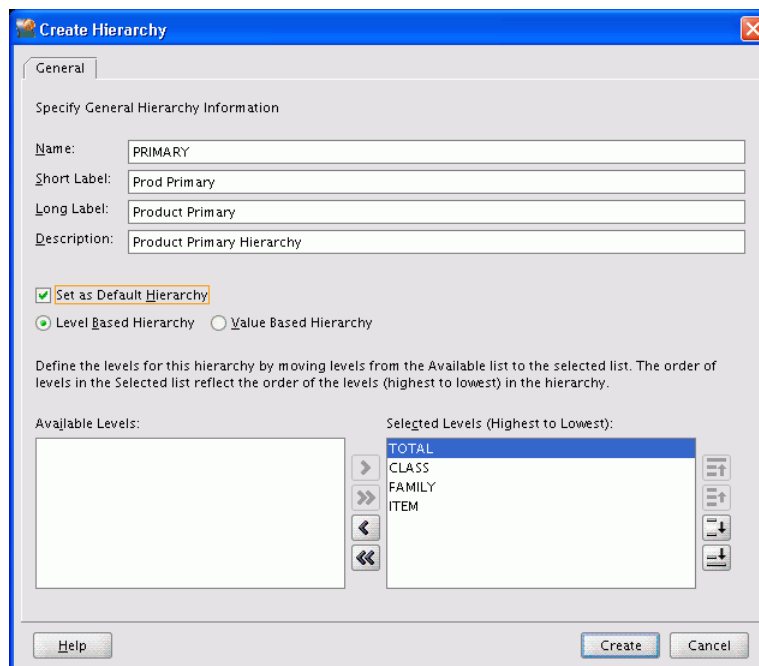 Create Hierarchy
General
Specify General Hierarchy Information
Name: PRIMARY
Short Label: Prod Primary
Long Label: Product Primary
Description: Product Primary Hierarchy
Set as Default Hierarchy
Level Based Hierarchy Value Based Hierarchy
Define the levels for this hierarchy by moving levels from the Available list to the selected list. The order of
levels in the Selected list reflect the order of the levels (highest to lowest) in the hierarchy.
Available Levels: Selected Levels (Highest to Lowest):
TOTAL
CLASS
FAMILY
ITEM
Help Create Cancel